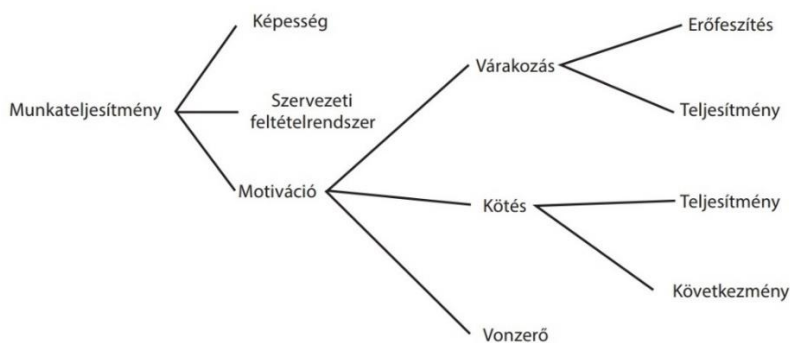 Képesség
Erőfeszítés
Várakozás
Munkateljesítmény
Szervezeti
feltételrendszer
Teljesítmény
Motiváció
Kötés
Teljesítmény
Következmény
Vonzerő